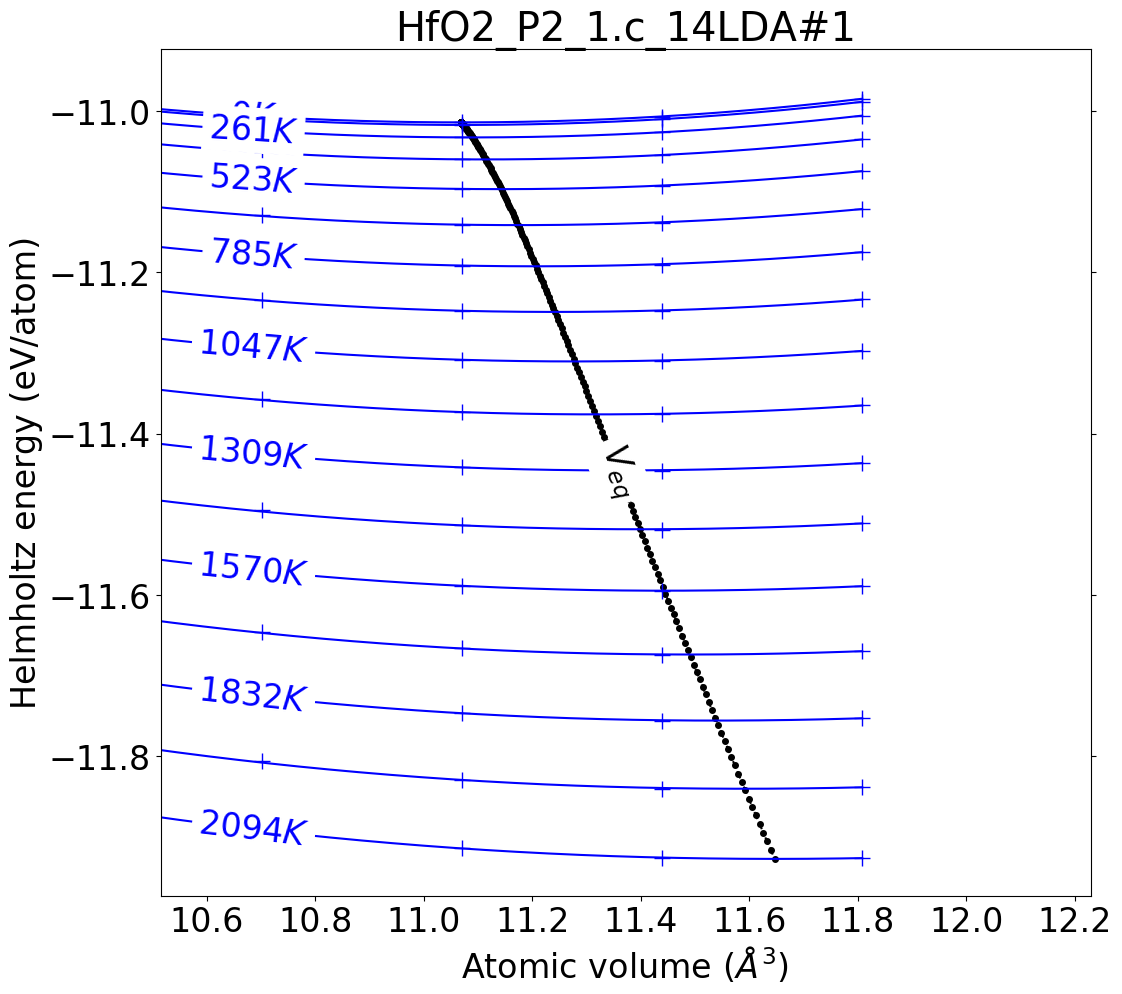 HfO2_P2_1.c_14LDA#1
Helmholtz energy (eV/atom)
−11.0
−11.2
−11.4
−11.6
−11.8
0K
261K
523K
785K
1047K
1309K
1570K
1832K
2094K
V_eq
10.6 10.8 11.0 11.2 11.4 11.6 11.8 12.0 12.2
Atomic volume (Å³)